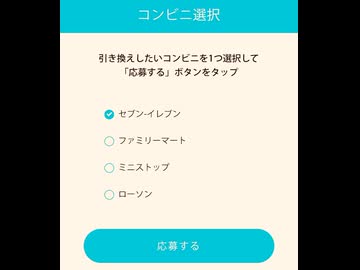 コンビニ選択
引き換えしたいコンビニを1つ選択して
「応募する」ボタンをタップ
セブン-イレブン
ファミリーマート
ミニストップ
ローソン
応募する